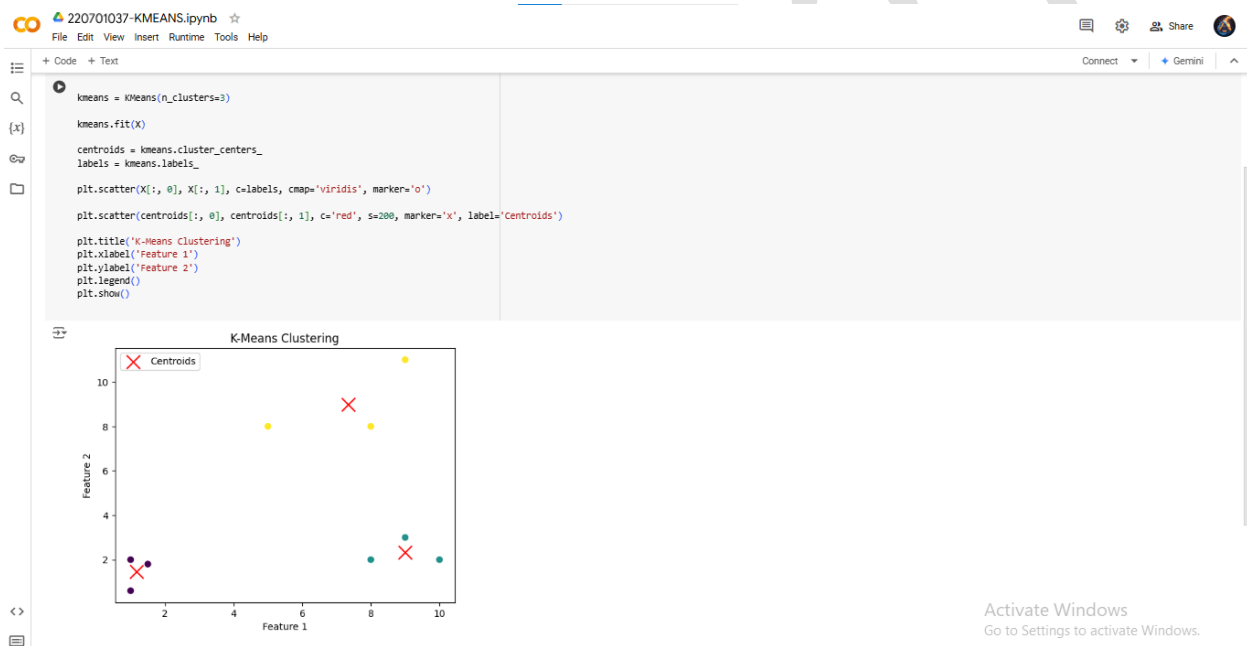 220701037-KMEANS.ipynb
File Edit View Insert Runtime Tools Help
Share
+ Code + Text
Connect
Gemini
{x}
kmeans = KMeans(n_clusters=3)
kmeans.fit(X)
centroids = kmeans.cluster_centers_
labels = kmeans.labels_
plt.scatter(X[:, 0], X[:, 1], c=labels, cmap='viridis', marker='o')
plt.scatter(centroids[:, 0], centroids[:, 1], c='red', s=200, marker='x', label='Centroids')
plt.title('K-Means Clustering')
plt.xlabel('Feature 1')
plt.ylabel('Feature 2')
plt.legend()
plt.show()
K-Means Clustering
Centroids
10
8
6
4
2
Feature 2
2 4 6 8 10
Feature 1
Activate Windows
Go to Settings to activate Windows.